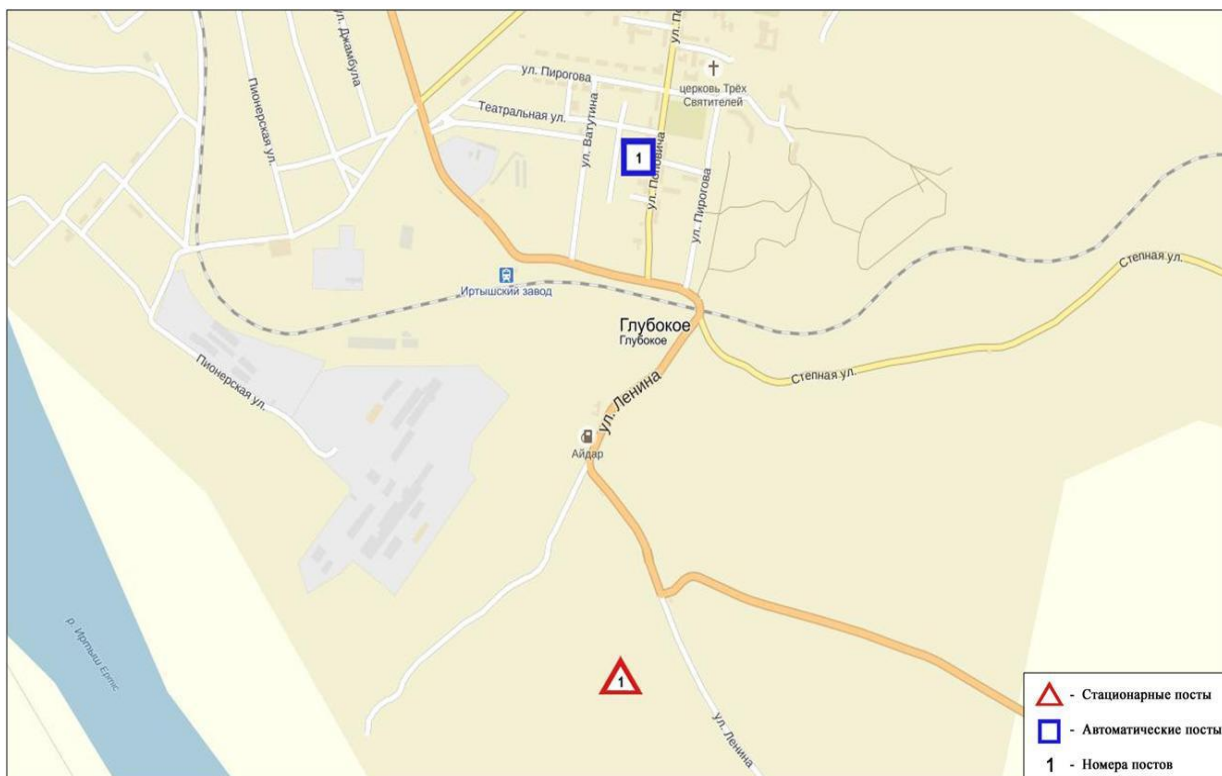 ул. Джамбула
ул. По
ул. Пирогова
церковь Трёх
Святителей
Пионерская ул.
Театральная ул.
ул. Ватутина
1
ул. Поповича
ул. Пирогова
Степная ул.
Иртышский завод
Глубокое
Глубокое
Пионерская ул.
Степная ул.
ул. Ленина
Айдар
р. Иртыш Ертіс
1
ул. Ленина
- Стационарные посты
- Автоматические посты
1 - Номера постов